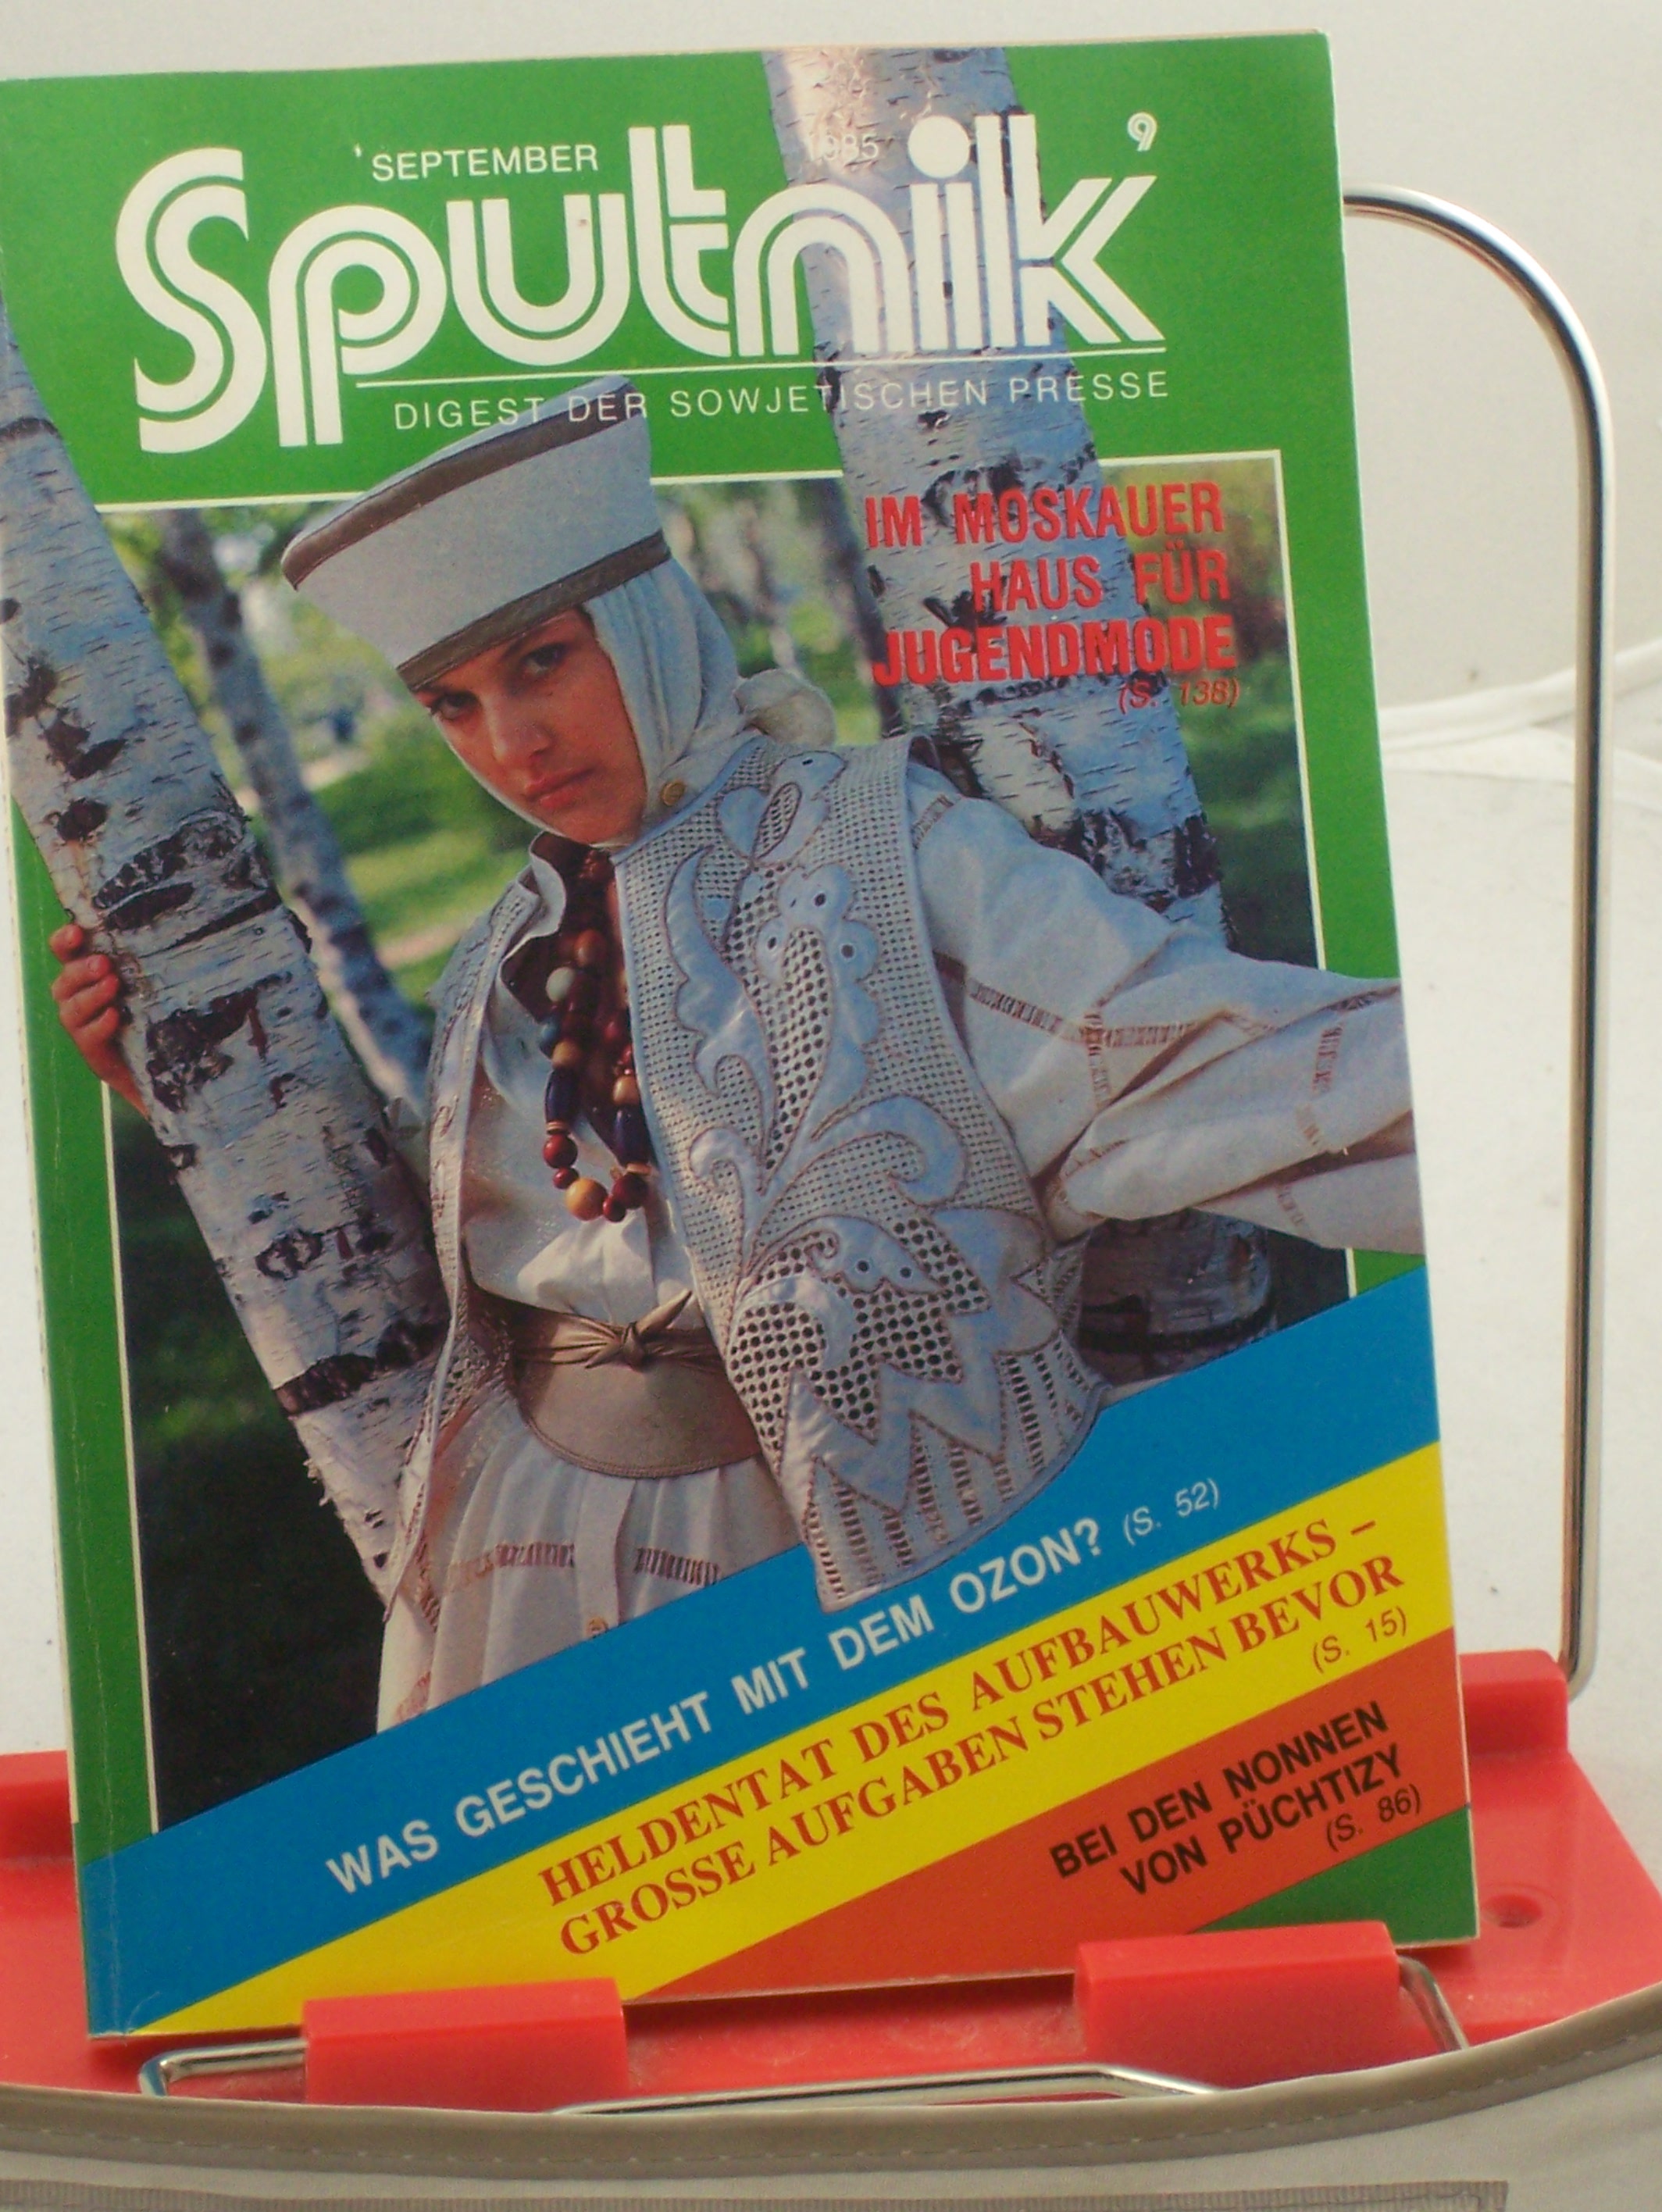 SEPTEMBER 1985 9
Sputnik
DIGEST DER SOWJETISCHEN PRESSE
IM MOSKAUER
HAUS FÜR
JUGENDMODE
(S. 138)
WAS GESCHIEHT MIT DEM OZON? (S. 52)
HELDENTAT DES AUFBAUWERKS –
GROSSE AUFGABEN STEHEN BEVOR
(S. 15)
BEI DEN NONNEN
VON PÜCHTIZY
(S. 86)